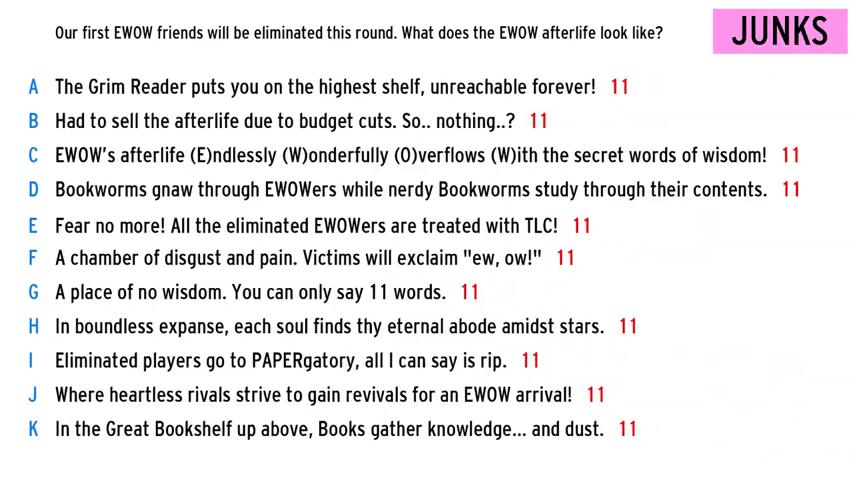 Our first EWOW friends will be eliminated this round. What does the EWOW afterlife look like?
JUNKS
A The Grim Reader puts you on the highest shelf, unreachable forever! 11
B Had to sell the afterlife due to budget cuts. So.. nothing..? 11
C EWOW's afterlife (E)ndlessly (W)onderfully (O)verflows (W)ith the secret words of wisdom! 11
D Bookworms gnaw through EWOWers while nerdy Bookworms study through their contents. 11
E Fear no more! All the eliminated EWOWers are treated with TLC! 11
F A chamber of disgust and pain. Victims will exclaim "ew, ow!" 11
G A place of no wisdom. You can only say 11 words. 11
H In boundless expanse, each soul finds thy eternal abode amidst stars. 11
I Eliminated players go to PAPERgatory, all I can say is rip. 11
J Where heartless rivals strive to gain revivals for an EWOW arrival! 11
K In the Great Bookshelf up above, Books gather knowledge... and dust. 11